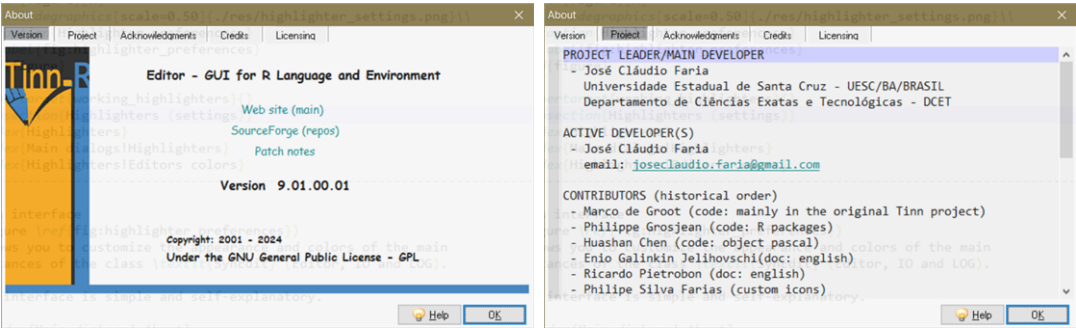 About
Version Project Acknowledgments Credits Licensing
Tinn-R
Editor - GUI for R Language and Environment
Web site (main)
SourceForge (repos)
Patch notes
Version 9.01.00.01
Copyright: 2001 - 2024
Under the GNU General Public License - GPL
Help OK
About
Version Project Acknowledgments Credits Licensing
PROJECT LEADER/MAIN DEVELOPER
- José Cláudio Faria
Universidade Estadual de Santa Cruz - UESC/BA/BRASIL
Departamento de Ciências Exatas e Tecnológicas - DCET
ACTIVE DEVELOPER(S)
- José Cláudio Faria
email: joseclaudio.faria@gmail.com
CONTRIBUTORS (historical order)
- Marco de Groot (code: mainly in the original Tinn project)
- Philippe Grosjean (code: R packages)
- Huashan Chen (code: object pascal)
- Enio Galinkin Jelihovschi(doc: english)
- Ricardo Pietrobon (doc: english)
- Philipe Silva Farias (custom icons)
Help OK